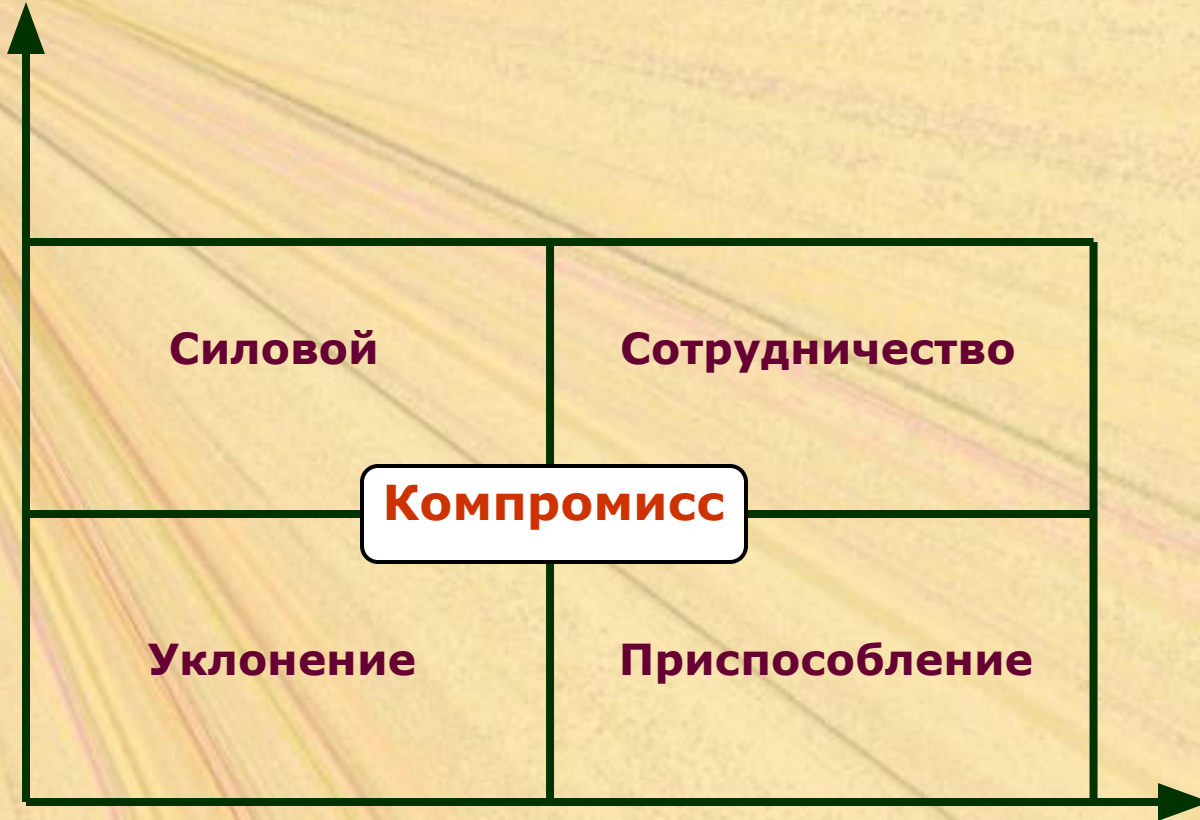 Силовой
Сотрудничество
Компромисс
Уклонение
Приспособление